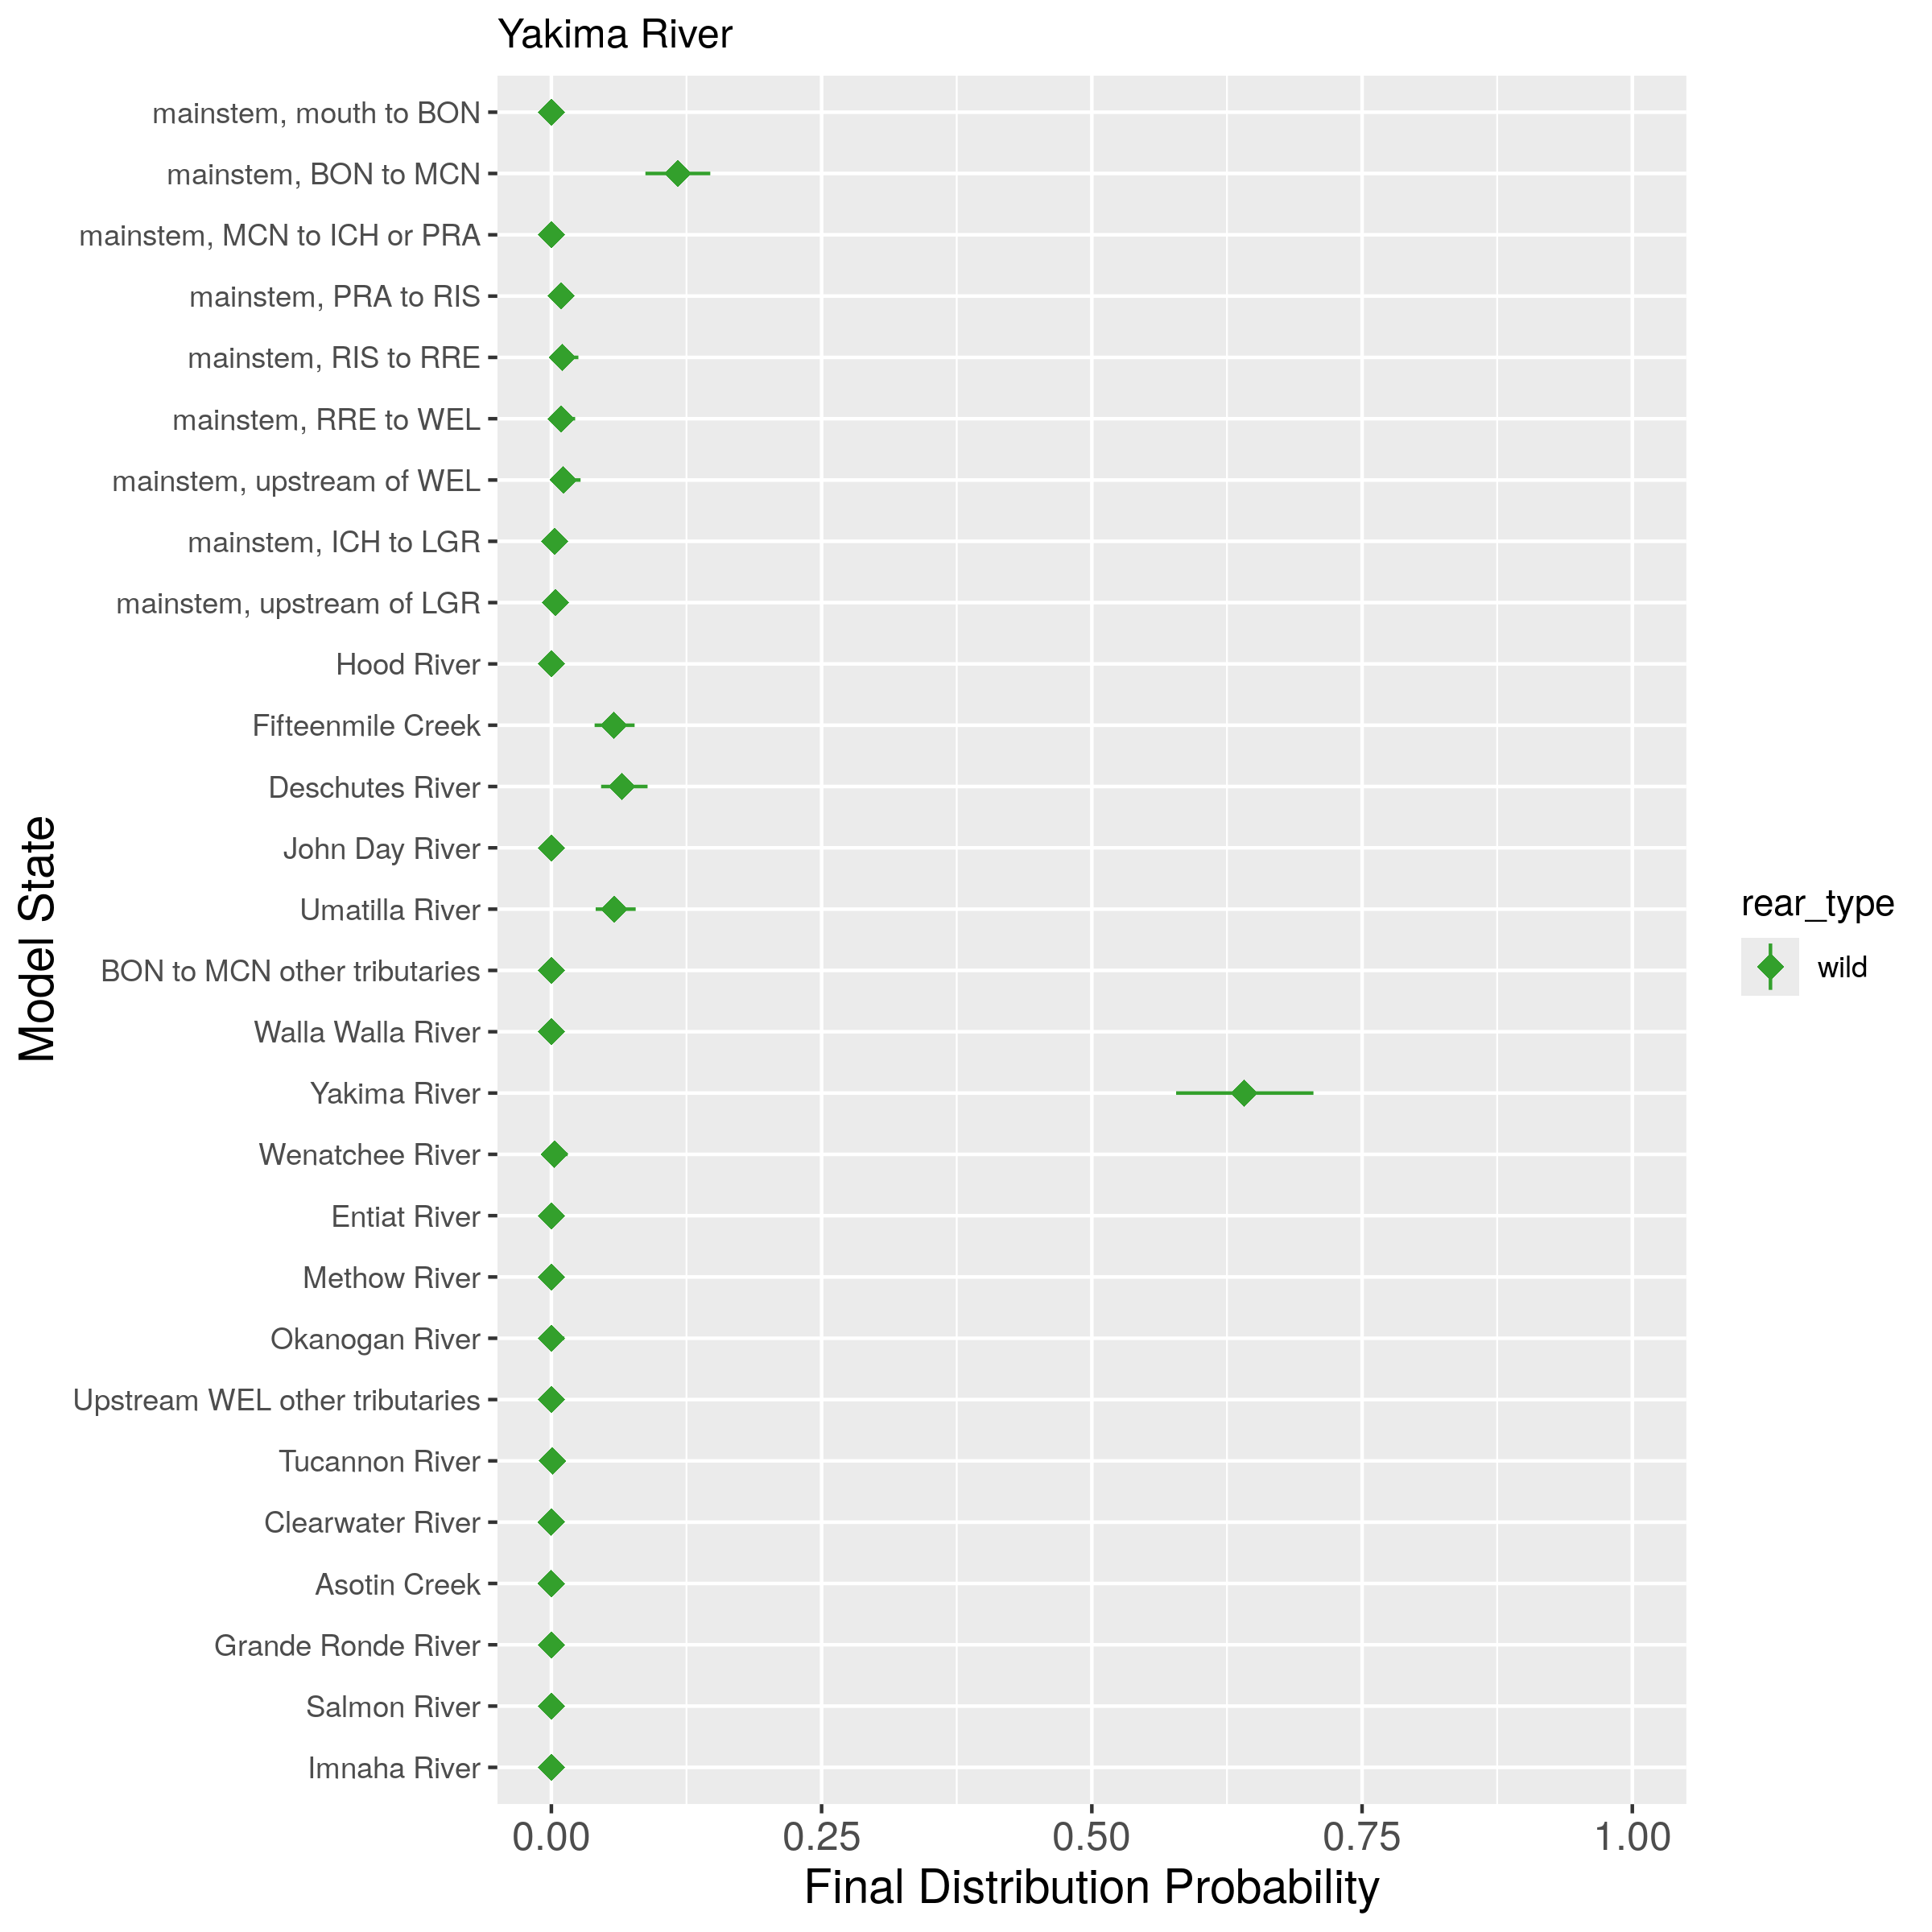 Yakima River
mainstem, mouth to BON
mainstem, BON to MCN
mainstem, MCN to ICH or PRA
mainstem, PRA to RIS
mainstem, RIS to RRE
mainstem, RRE to WEL
mainstem, upstream of WEL
mainstem, ICH to LGR
mainstem, upstream of LGR
Hood River
Fifteenmile Creek
Deschutes River
John Day River
Umatilla River
BON to MCN other tributaries
Walla Walla River
Yakima River
Wenatchee River
Entiat River
Methow River
Okanogan River
Upstream WEL other tributaries
Tucannon River
Clearwater River
Asotin Creek
Grande Ronde River
Salmon River
Imnaha River
Model State
0.00 0.25 0.50 0.75 1.00
Final Distribution Probability
rear_type
wild